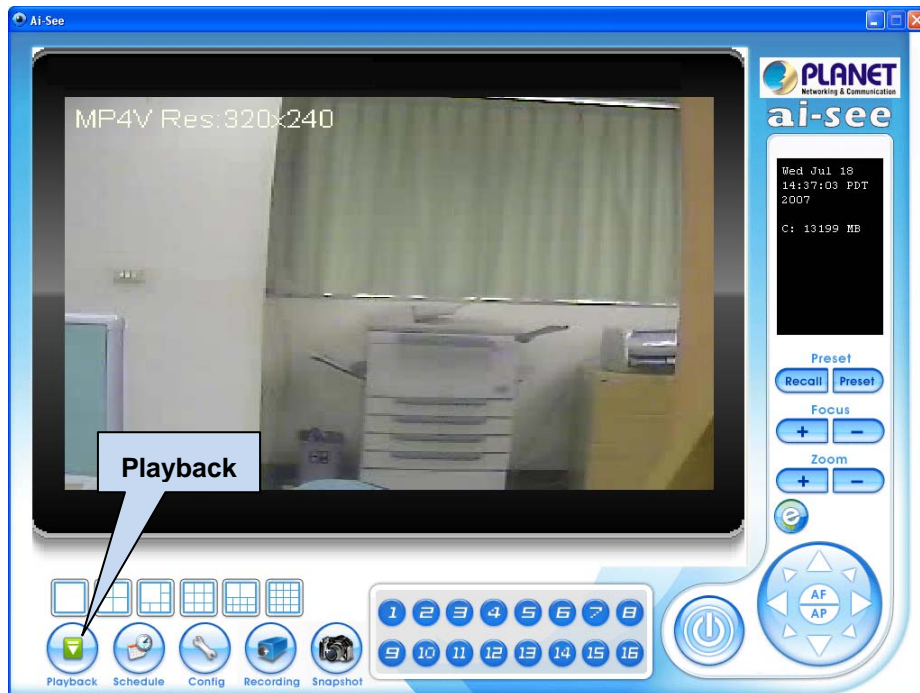 Ai-See
PLANET
Networking & Communication
ai-see
MP4V Res:320x240
Wed Jul 18
14:37:03 PDT
2007
C: 13199 MB
Preset
Recall Preset
Focus
+ -
Zoom
+ -
e
AF
AP
Playback
1 2 3 4 5 6 7 8
9 10 11 12 13 14 15 16
Playback Schedule Config Recording Snapshot